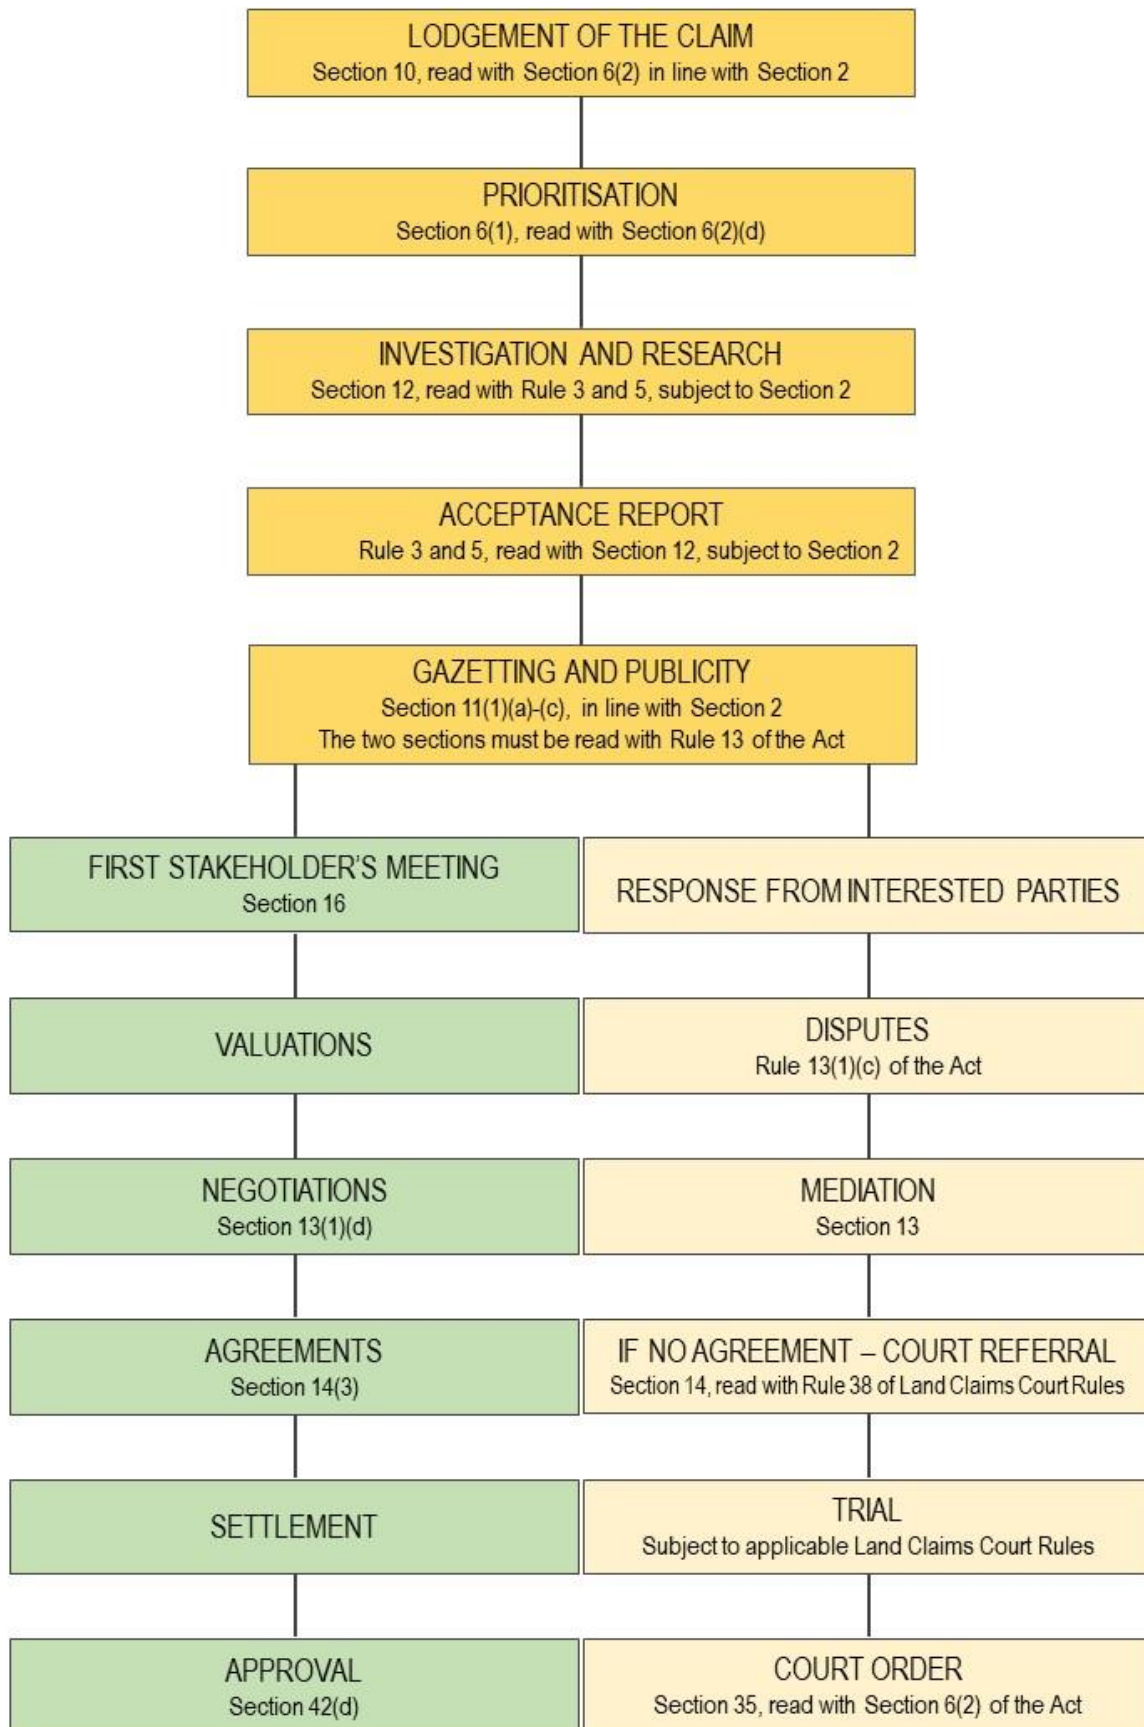 LODGEMENT OF THE CLAIM
Section 10, read with Section 6(2) in line with Section 2
PRIORITISATION
Section 6(1), read with Section 6(2)(d)
INVESTIGATION AND RESEARCH
Section 12, read with Rule 3 and 5, subject to Section 2
ACCEPTANCE REPORT
Rule 3 and 5, read with Section 12, subject to Section 2
GAZETTING AND PUBLICITY
Section 11(1)(a)-(c), in line with Section 2
The two sections must be read with Rule 13 of the Act
FIRST STAKEHOLDER'S MEETING
Section 16
VALUATIONS
NEGOTIATIONS
Section 13(1)(d)
AGREEMENTS
Section 14(3)
SETTLEMENT
APPROVAL
Section 42(d)
RESPONSE FROM INTERESTED PARTIES
DISPUTES
Rule 13(1)(c) of the Act
MEDIATION
Section 13
IF NO AGREEMENT – COURT REFERRAL
Section 14, read with Rule 38 of Land Claims Court Rules
TRIAL
Subject to applicable Land Claims Court Rules
COURT ORDER
Section 35, read with Section 6(2) of the Act